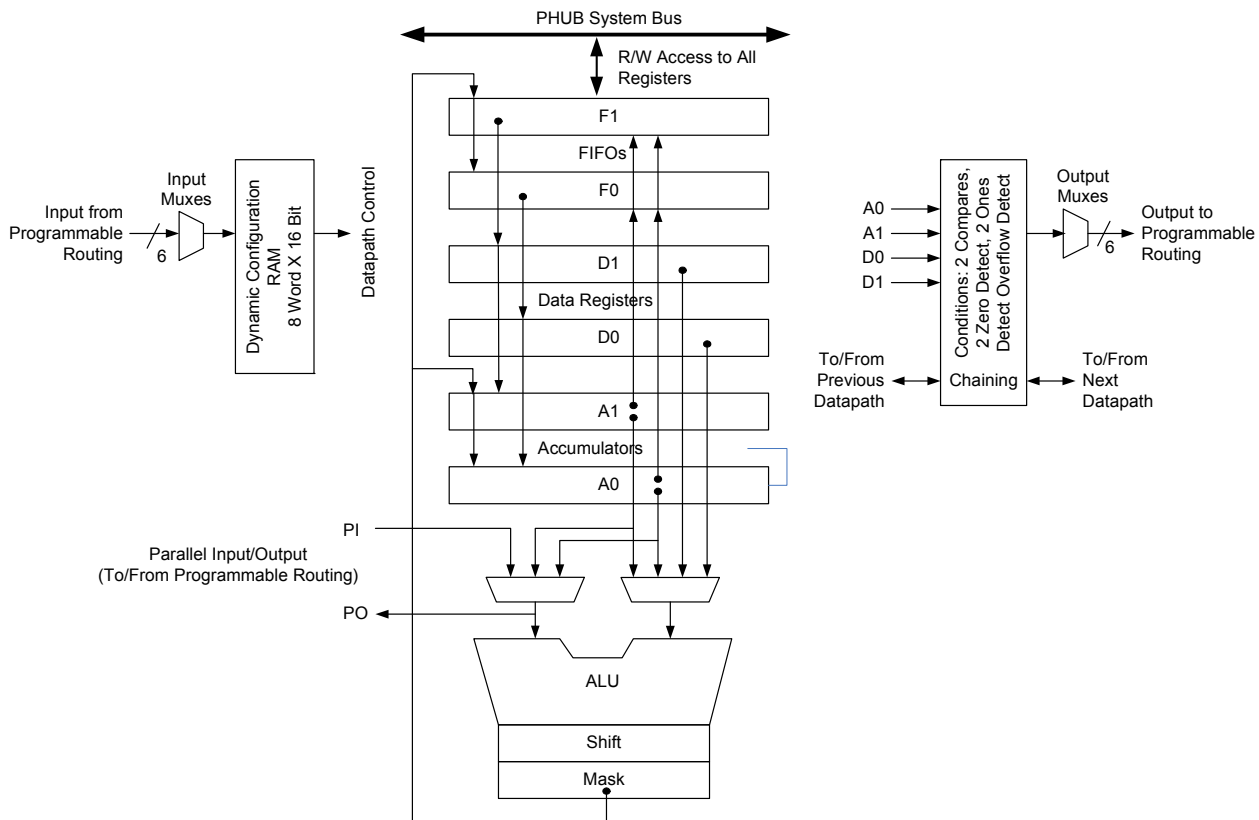 PHUB System Bus
R/W Access to All
Registers
F1
FIFOs
F0
D1
Data Registers
D0
A1
Accumulators
A0
Input from
Programmable
Routing
6
Input
Muxes
Dynamic Configuration
RAM
8 Word X 16 Bit
Datapath Control
A0
A1
D0
D1
Conditions: 2 Compares,
2 Zero Detect, 2 Ones
Detect Overflow Detect
Output
Muxes
6
Output to
Programmable
Routing
To/From
Previous
Datapath
Chaining
To/From
Next
Datapath
PI
Parallel Input/Output
(To/From Programmable Routing)
PO
ALU
Shift
Mask